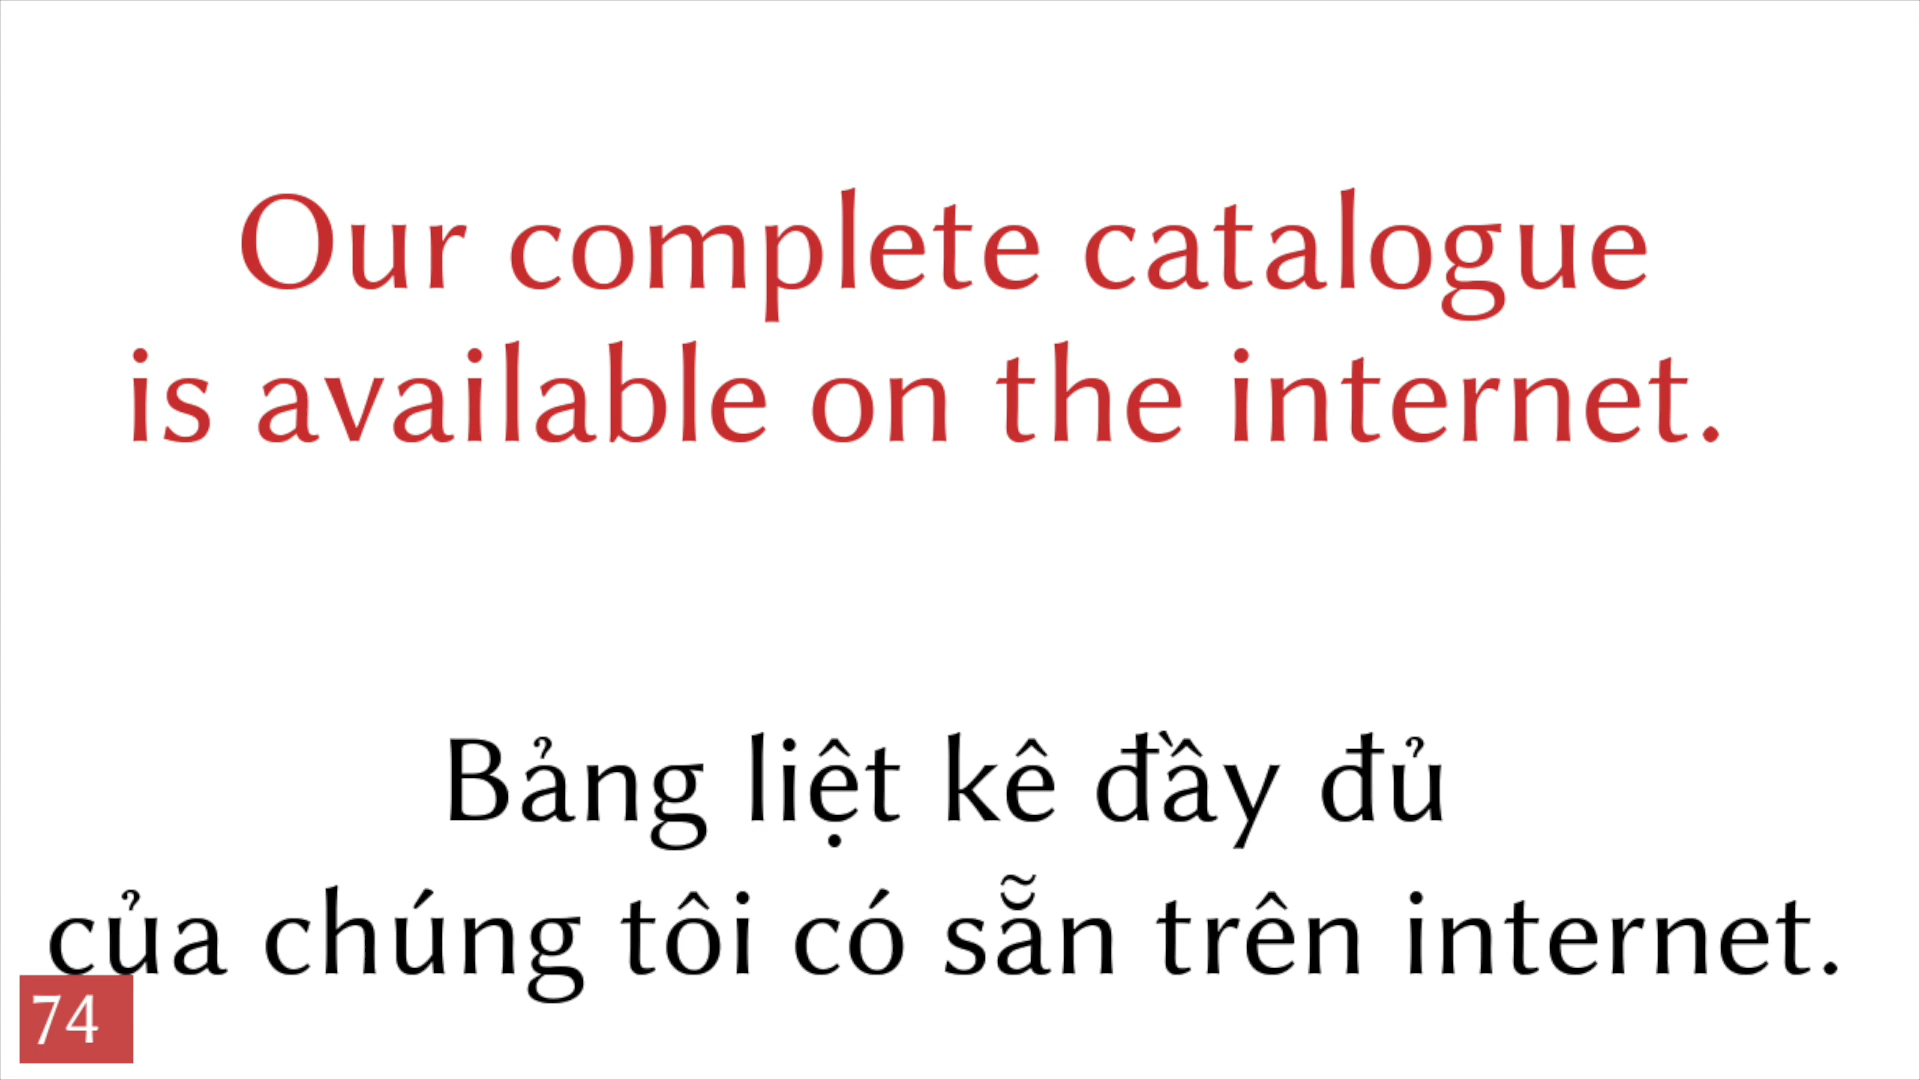 Our complete catalogue
is available on the internet.
Bảng liệt kê đầy đủ
của chúng tôi có sẵn trên internet.
74